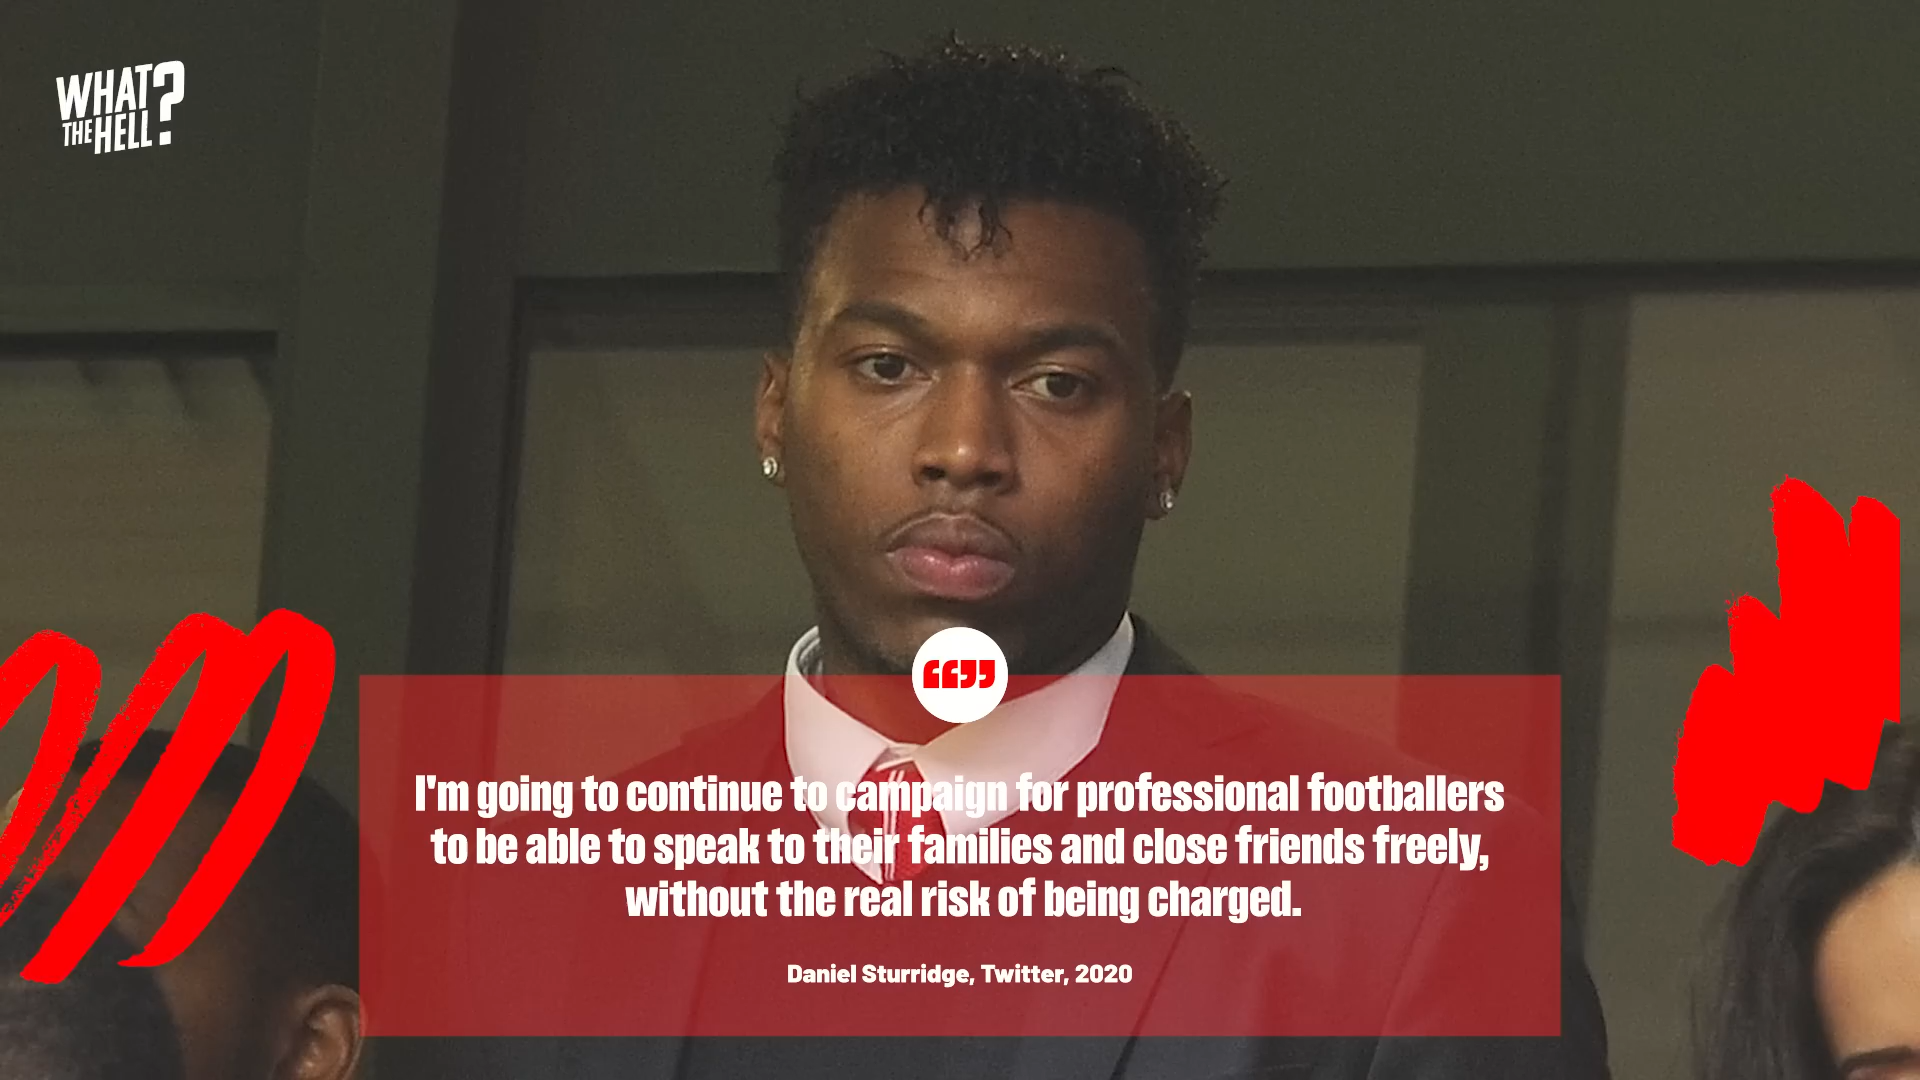 WHAT
THE HELL?
I'm going to continue to campaign for professional footballers
to be able to speak to their families and close friends freely,
without the real risk of being charged.
Daniel Sturridge, Twitter, 2020